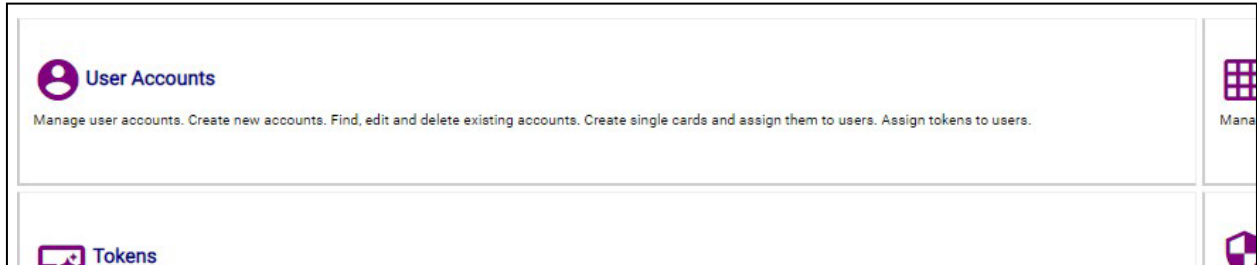 User Accounts
Manage user accounts. Create new accounts. Find, edit and delete existing accounts. Create single cards and assign them to users. Assign tokens to users.
Mana
Tokens